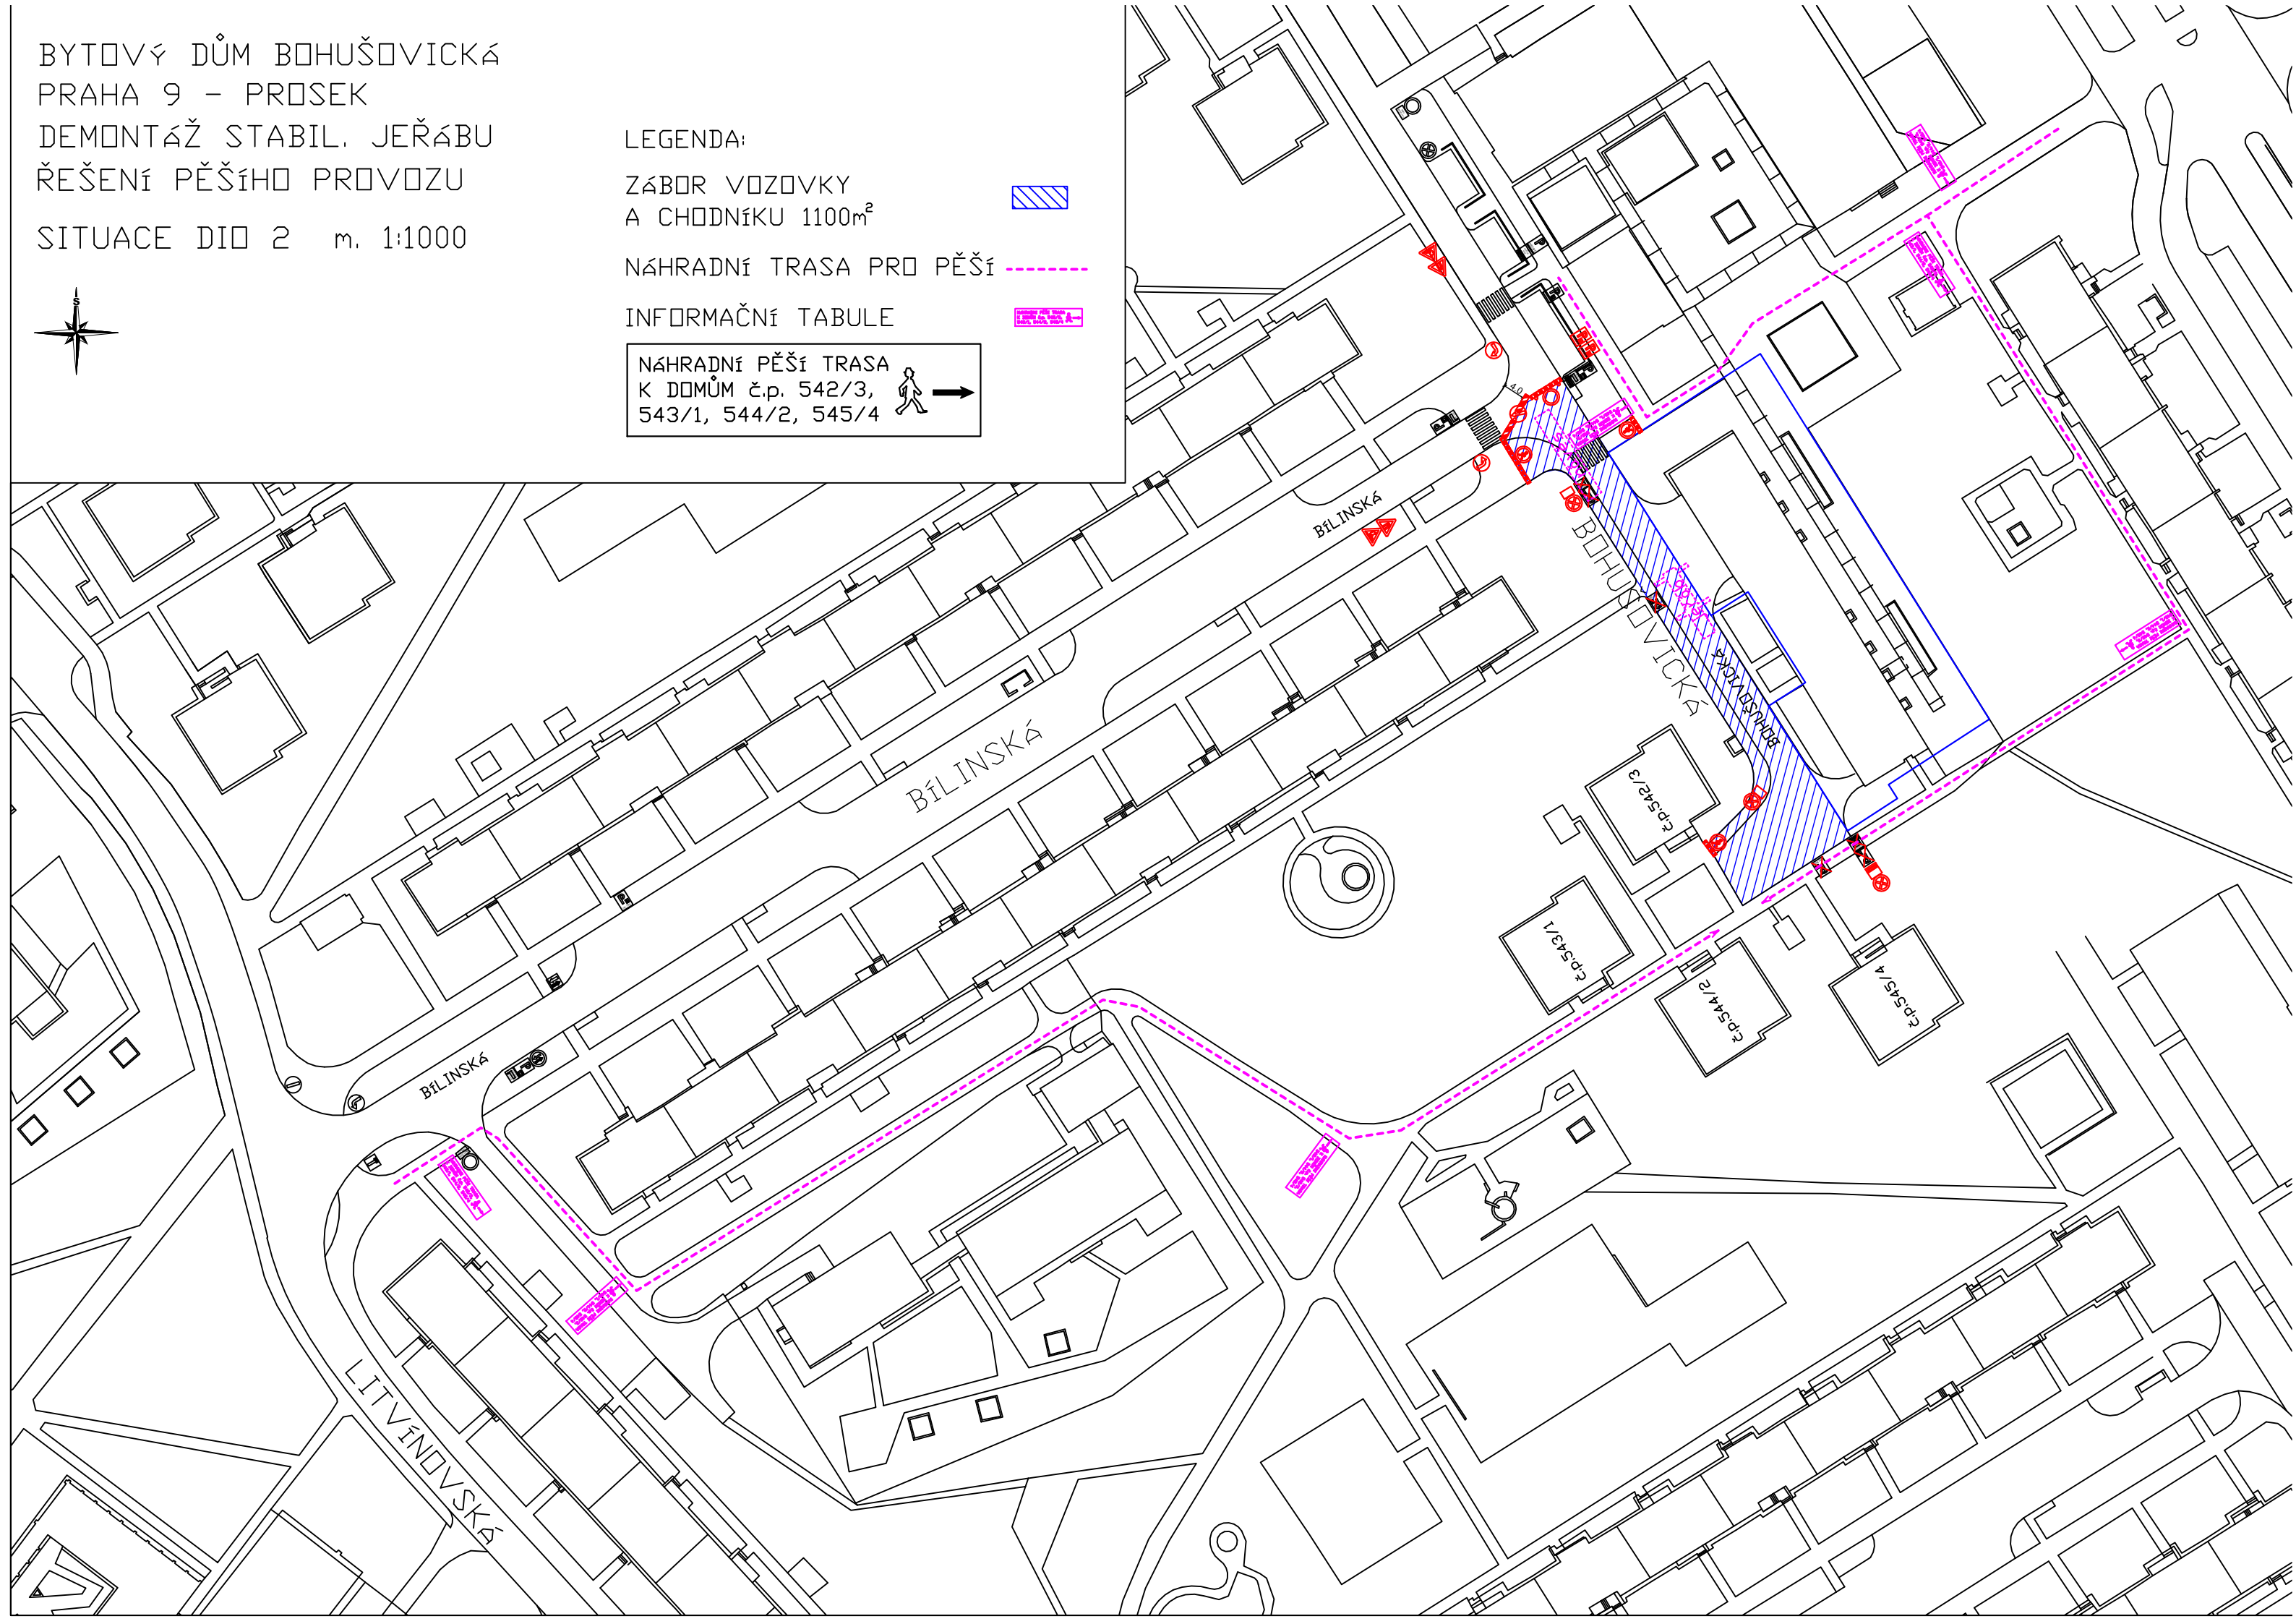 BYTOVÝ DŮM BOHUŠOVICKÁ
PRAHA 9 - PROSEK
DEMONTÁŽ STABIL. JEŘÁBU
ŘEŠENÍ PĚŠÍHO PROVOZU
SITUACE DIO 2 m. 1:1000
S
LEGENDA:
ZÁBOR VOZOVKY
A CHODNÍKU 1100m²
NÁHRADNÍ TRASA PRO PĚŠÍ
INFORMAČNÍ TABULE
NÁHRADNÍ PĚŠÍ TRASA
K DOMŮM č.p. 542/3,
543/1, 544/2, 545/4
BÍLINSKÁ
BOHUŠOVICKÁ
BOHUŠOVICKÁ
BÍLINSKÁ
č.p.542/3
č.p.543/1
č.p.544/2
č.p.545/4
BÍLINSKÁ
LITVÍNOVSKÁ